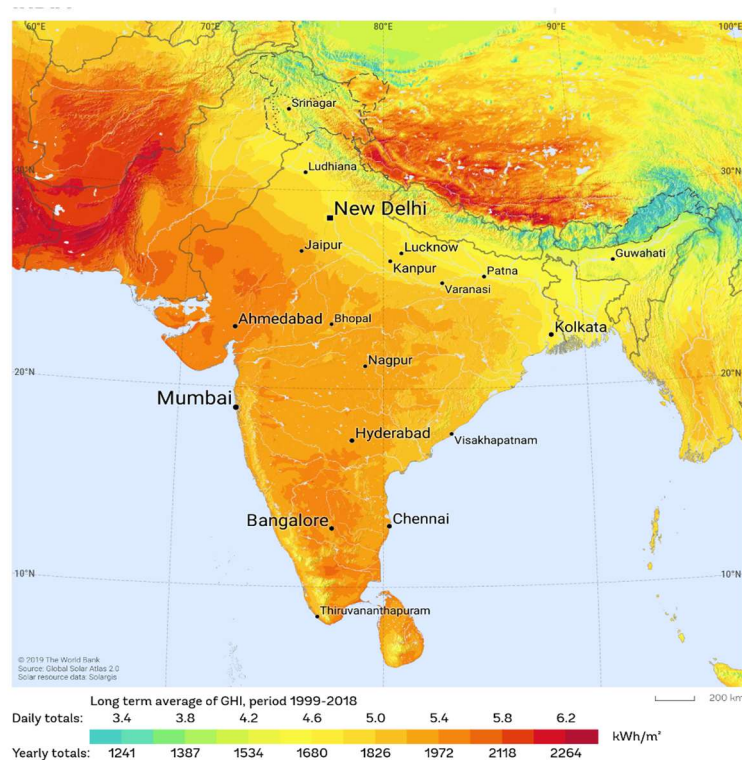 60°E 70°E 80°E 90°E 100°E
Srinagar
30°N
Ludhiana
New Delhi
Jaipur
Lucknow
Kanpur
Patna
Guwahati
Varanasi
Ahmedabad
Bhopal
Kolkata
Nagpur
20°N 20°N
Mumbai
Hyderabad
Visakhapatnam
Bangalore
Chennai
10°N 10°N
Thiruvananthapuram
© 2019 The World Bank
Source: Global Solar Atlas 2.0
Solar resource data: Solargis
Long term average of GHI, period 1999-2018
200 km
Daily totals: 3.4 3.8 4.2 4.6 5.0 5.4 5.8 6.2
kWh/m²
Yearly totals: 1241 1387 1534 1680 1826 1972 2118 2264